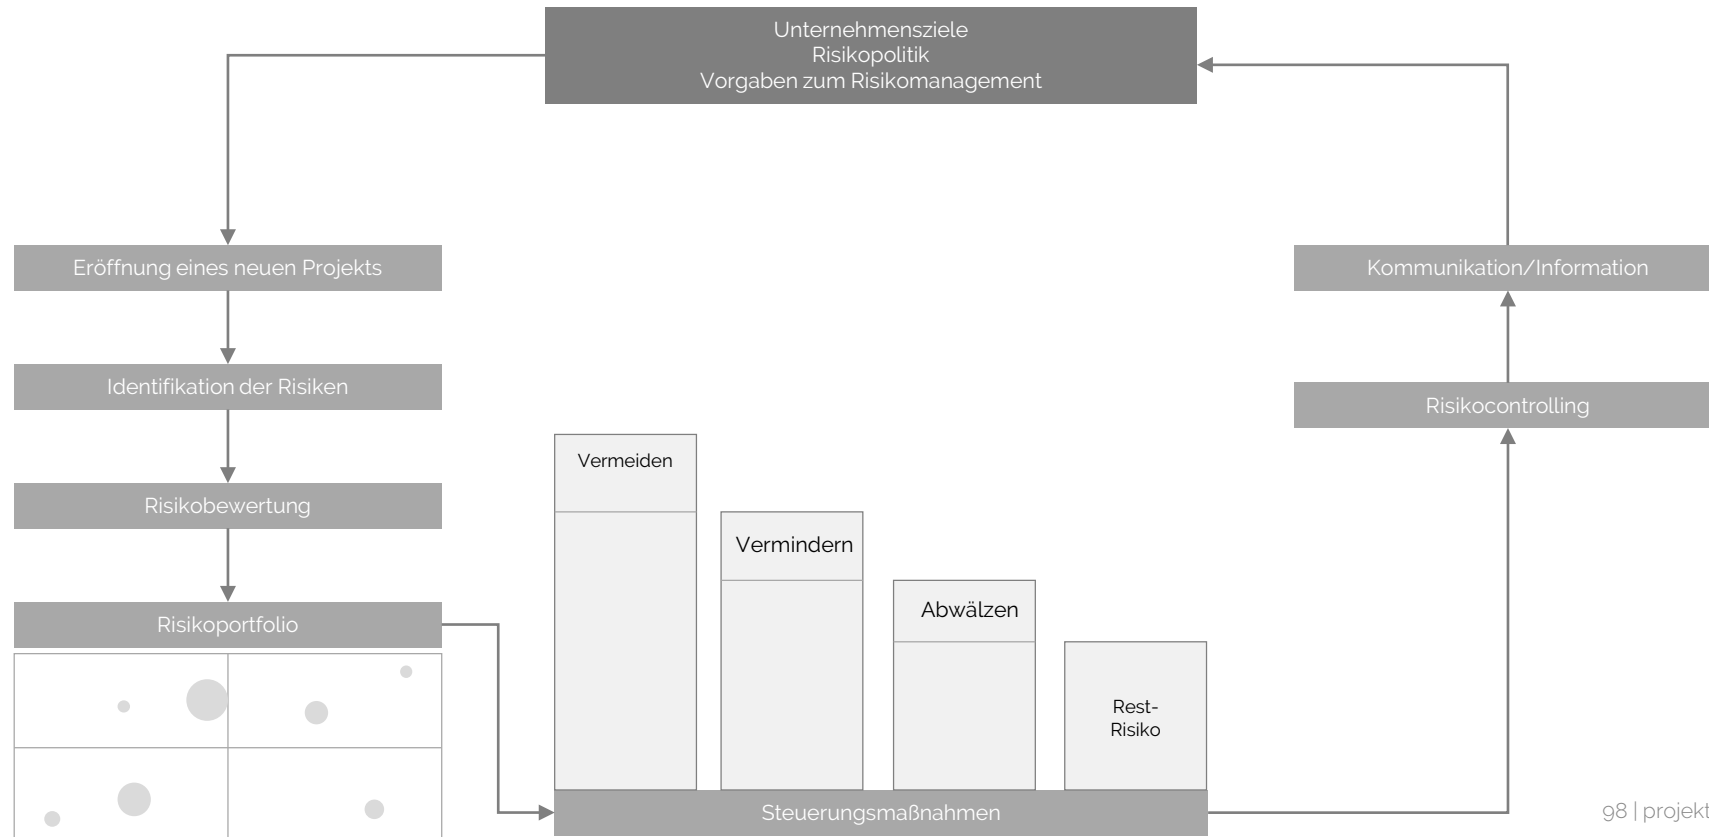 Unternehmensziele
Risikopolitik
Vorgaben zum Risikomanagement
Eröffnung eines neuen Projekts
Identifikation der Risiken
Risikobewertung
Risikoportfolio
Vermeiden
Vermindern
Abwälzen
Rest-
Risiko
Steuerungsmaßnahmen
Risikocontrolling
Kommunikation/Information
98 | projekt